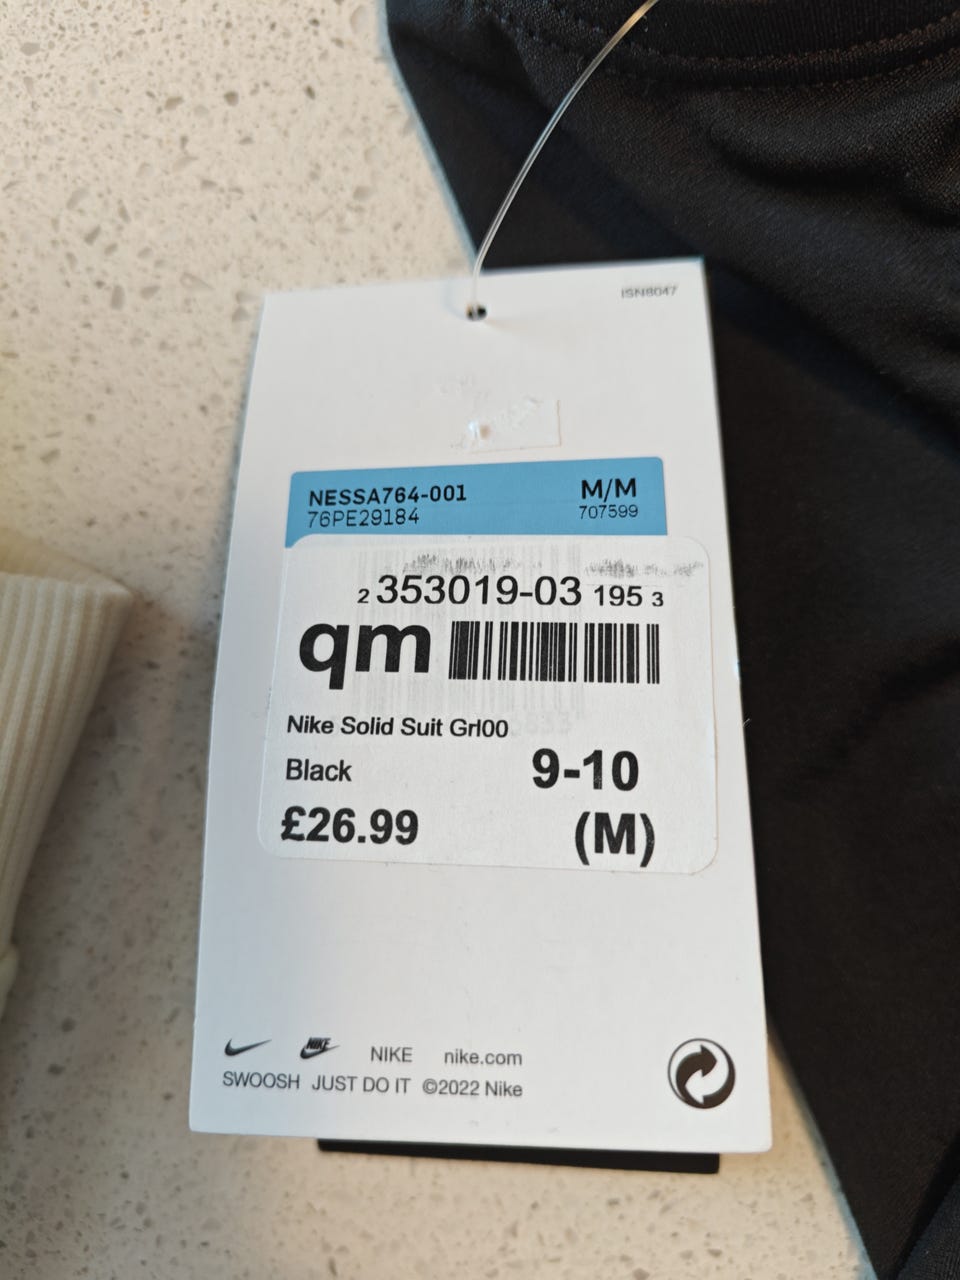 ISN8047
NESSA764-001 M/M
76PE29184 707599
2 353019-03 195 3
qm
Nike Solid Suit Grl00
Black 9-10
£26.99 (M)
NIKE NIKE nike.com
SWOOSH JUST DO IT ©2022 Nike